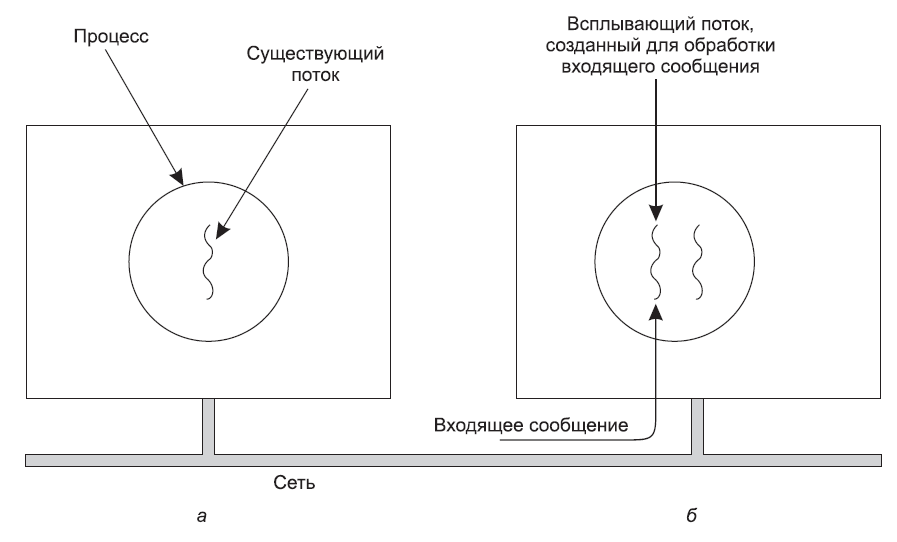 Процесс
Существующий
поток
Всплывающий поток,
созданный для обработки
входящего сообщения
Входящее сообщение
Сеть
а
б